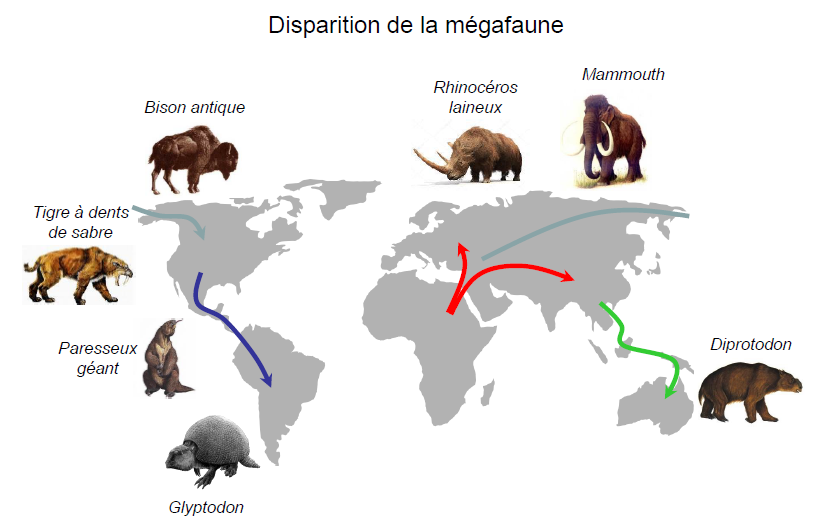 Disparition de la mégafaune
Mammouth
Rhinocéros
laineux
Bison antique
Tigre à dents
de sabre
Paresseux
géant
Diprotodon
Glyptodon